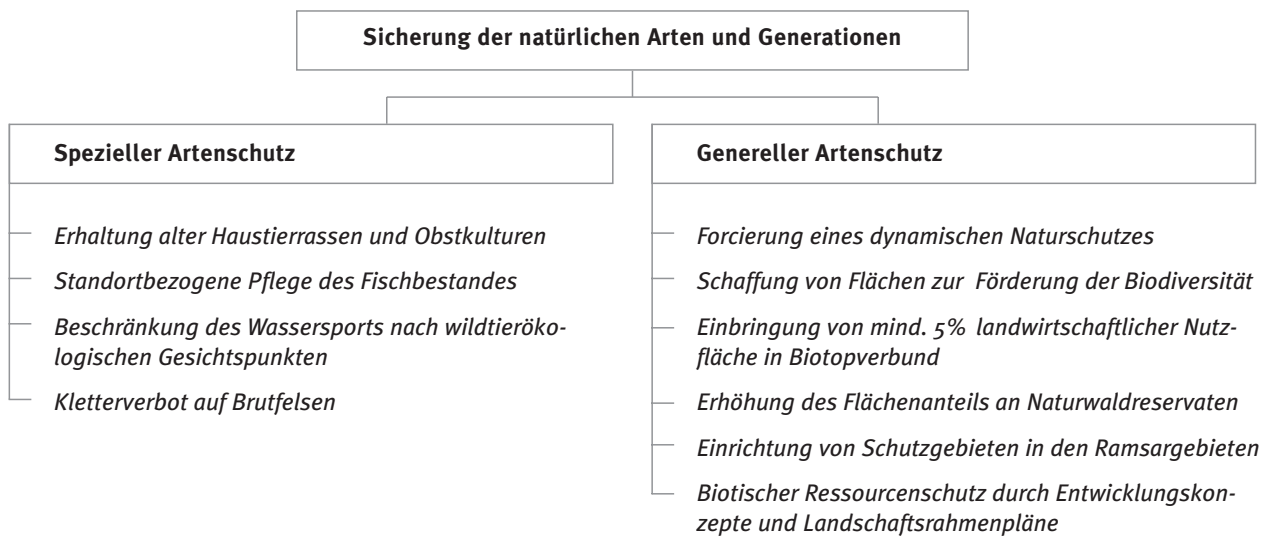 Sicherung der natürlichen Arten und Generationen
Spezieller Artenschutz
Erhaltung alter Haustierrassen und Obstkulturen
Standortbezogene Pflege des Fischbestandes
Beschränkung des Wassersports nach wildtieröko-
logischen Gesichtspunkten
Kletterverbot auf Brutfelsen
Genereller Artenschutz
Forcierung eines dynamischen Naturschutzes
Schaffung von Flächen zur Förderung der Biodiversität
Einbringung von mind. 5% landwirtschaftlicher Nutz-
fläche in Biotopverbund
Erhöhung des Flächenanteils an Naturwaldreservaten
Einrichtung von Schutzgebieten in den Ramsargebieten
Biotischer Ressourcenschutz durch Entwicklungskon-
zepte und Landschaftsrahmenpläne